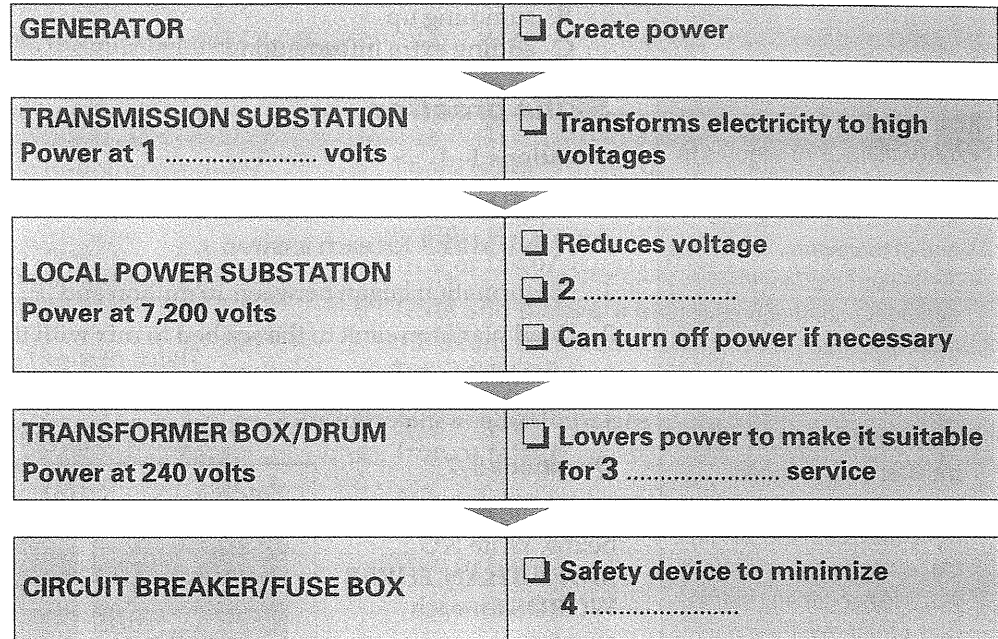 GENERATOR
❑ Create power
TRANSMISSION SUBSTATION
Power at 1 ...................... volts
❑ Transforms electricity to high
voltages
LOCAL POWER SUBSTATION
Power at 7,200 volts
❑ Reduces voltage
❑ 2 ......................
❑ Can turn off power if necessary
TRANSFORMER BOX/DRUM
Power at 240 volts
❑ Lowers power to make it suitable
for 3 ...................... service
CIRCUIT BREAKER/FUSE BOX
❑ Safety device to minimize
4 ......................